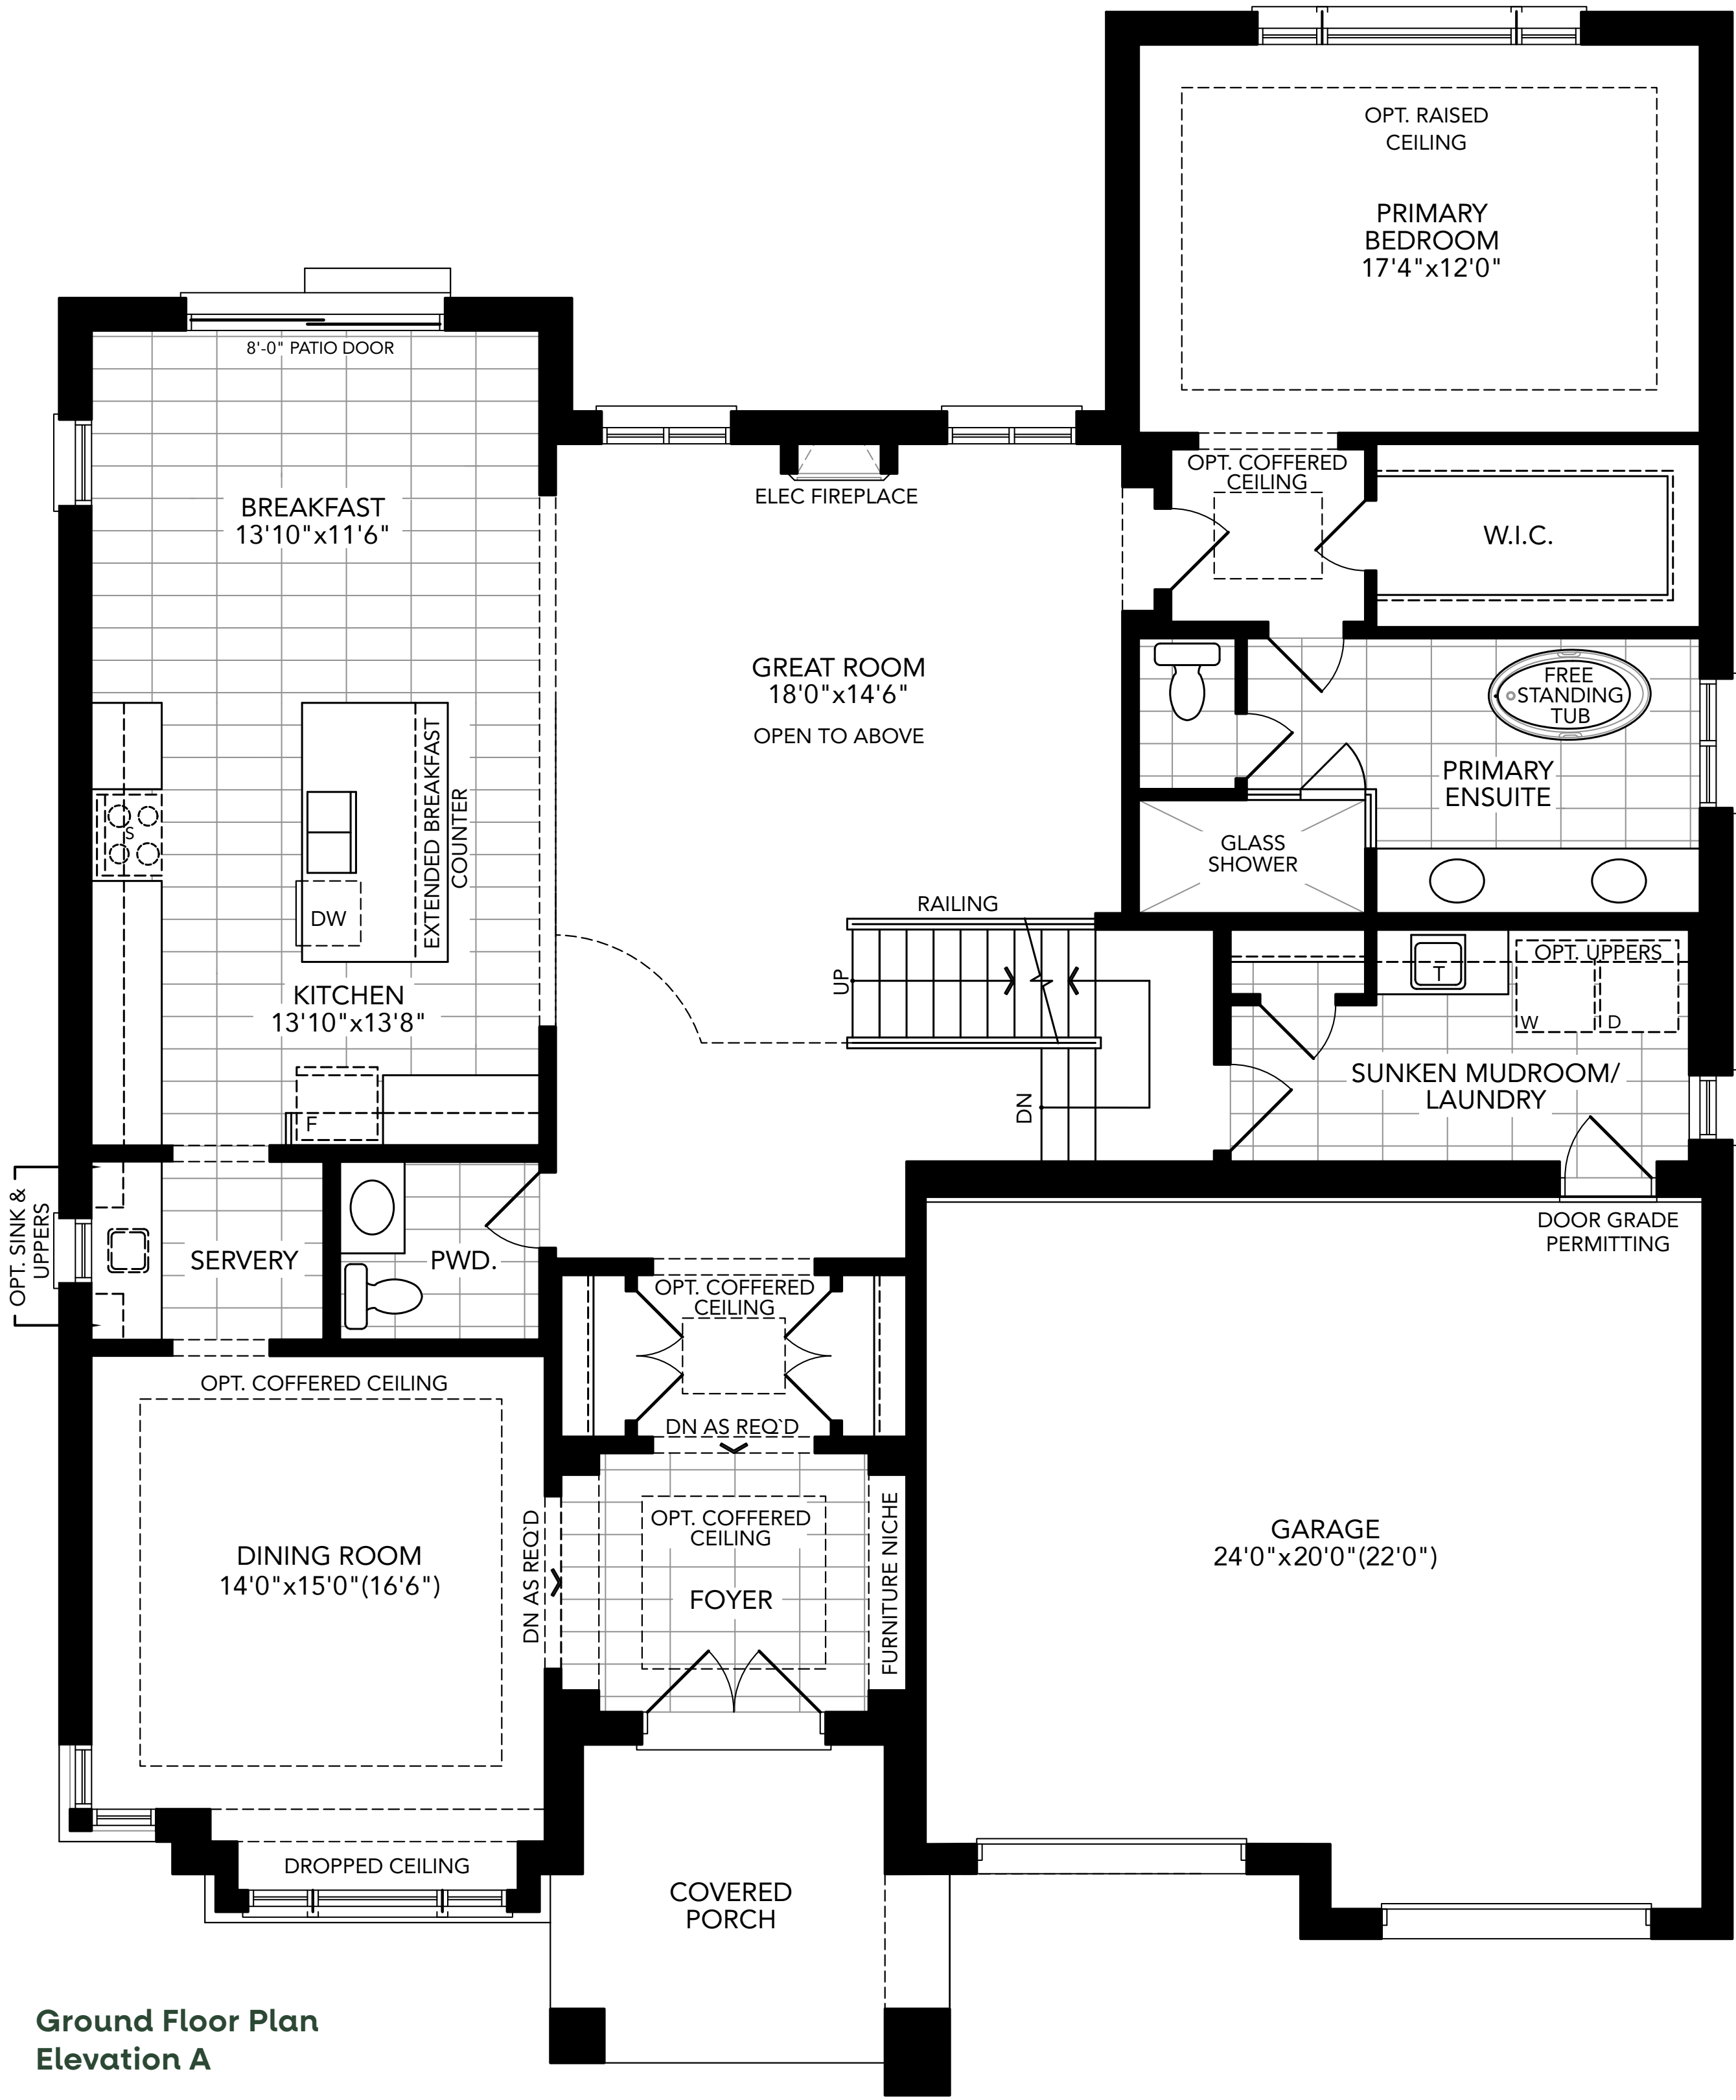 OPT. RAISED
CEILING
PRIMARY
BEDROOM
17'4"x12'0"
8'-0" PATIO DOOR
BREAKFAST
13'10"x11'6"
ELEC FIREPLACE
OPT. COFFERED
CEILING
W.I.C.
GREAT ROOM
18'0"x14'6"
OPEN TO ABOVE
FREE
STANDING
TUB
PRIMARY
ENSUITE
GLASS
SHOWER
S
DW
EXTENDED BREAKFAST
COUNTER
KITCHEN
13'10"x13'8"
F
RAILING
UP
DN
T
OPT. UPPERS
W
D
SUNKEN MUDROOM/
LAUNDRY
DOOR GRADE
PERMITTING
OPT. SINK &
UPPERS
SERVERY
PWD.
OPT. COFFERED
CEILING
DN AS REQ`D
OPT. COFFERED CEILING
DINING ROOM
14'0"x15'0"(16'6")
DN AS REQ'D
OPT. COFFERED
CEILING
FOYER
FURNITURE NICHE
GARAGE
24'0"x20'0"(22'0")
DROPPED CEILING
COVERED
PORCH
Ground Floor Plan
Elevation A